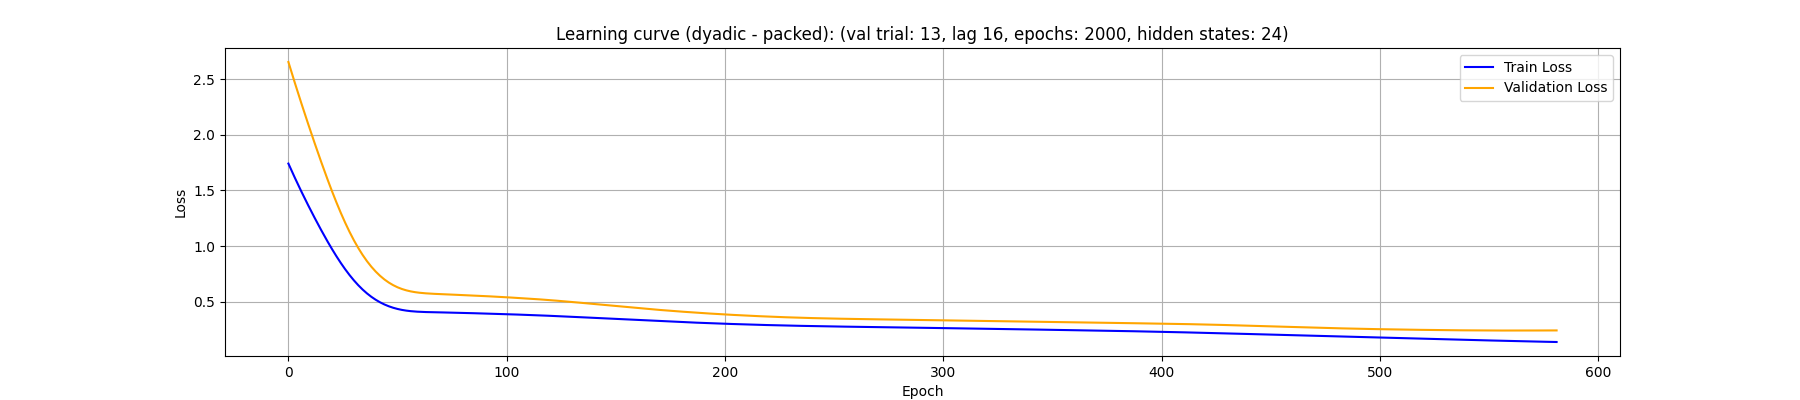 Learning curve (dyadic - packed): (val trial: 13, lag 16, epochs: 2000, hidden states: 24)
Train Loss
Validation Loss
2.5
2.0
1.5
1.0
0.5
Loss
0 100 200 300 400 500 600
Epoch